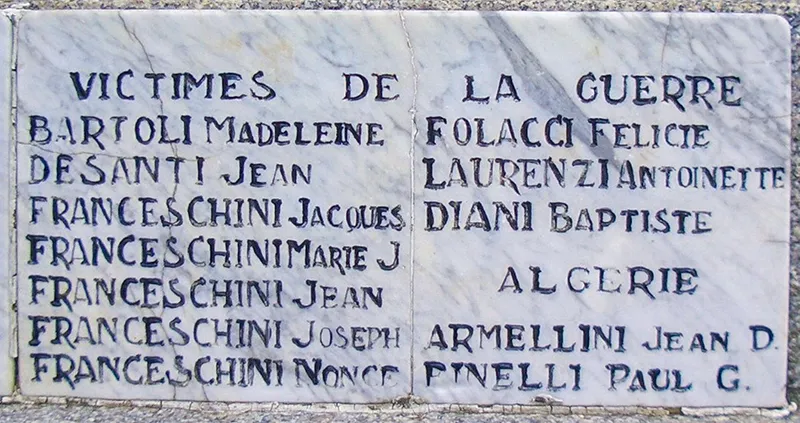 VICTIMES DE LA GUERRE
BARTOLI MADELEINE
DESANTI JEAN
FRANCESCHINI JACQUES
FRANCESCHINI MARIE J
FRANCESCHINI JEAN
FRANCESCHINI JOSEPH
FRANCESCHINI NONCE
FOLACCI FELICIE
LAURENZI ANTOINETTE
DIANI BAPTISTE
ALGERIE
ARMELLINI JEAN D.
PINELLI PAUL G.